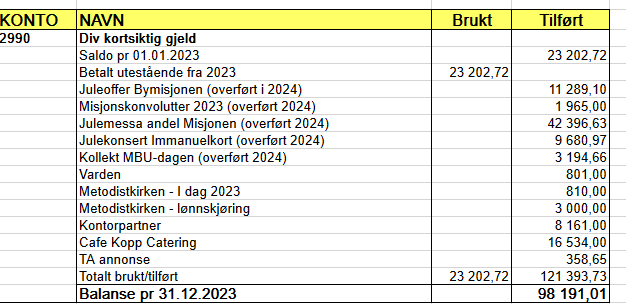 KONTO NAVN Brukt Tilført
2990 Div kortsiktig gjeld
Saldo pr 01.01.2023 23 202,72
Betalt utestående fra 2023 23 202,72
Juleoffer Bymisjonen (overført i 2024) 11 289,10
Misjonskonvolutter 2023 (overført 2024) 1 965,00
Julemessa andel Misjonen (overført 2024) 42 396,63
Julekonsert Immanuelkort (overført 2024) 9 680,97
Kollekt MBU-dagen (overført 2024) 3 194,66
Varden 801,00
Metodistkirken - I dag 2023 810,00
Metodistkirken - lønnskjøring 3 000,00
Kontorpartner 8 161,00
Cafe Kopp Catering 16 534,00
TA annonse 358,65
Totalt brukt/tilført 23 202,72 121 393,73
Balanse pr 31.12.2023 98 191,01